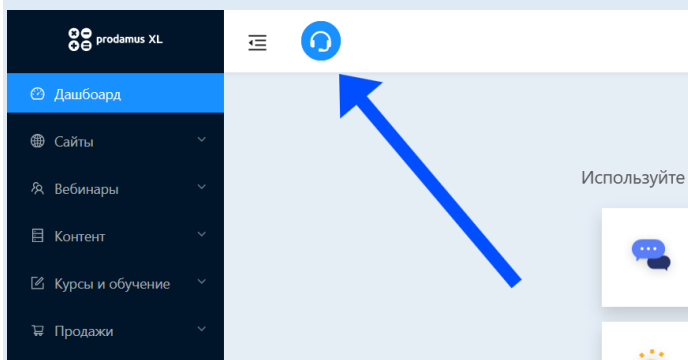 prodamus XL
Дашбоард
Сайты
Вебинары
Используйте
Контент
Курсы и обучение
Продажи